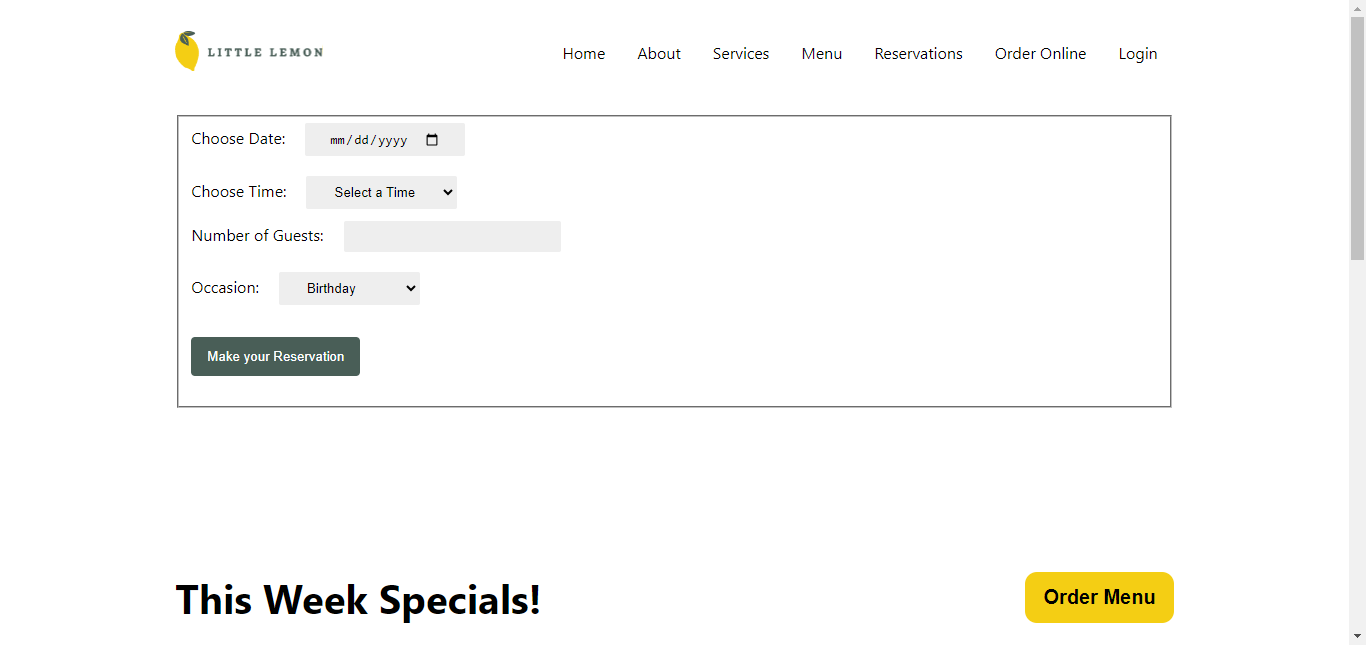 LITTLE LEMON
Home About Services Menu Reservations Order Online Login
Choose Date: mm/dd/yyyy
Choose Time: Select a Time
Number of Guests:
Occasion: Birthday
Make your Reservation
This Week Specials! Order Menu